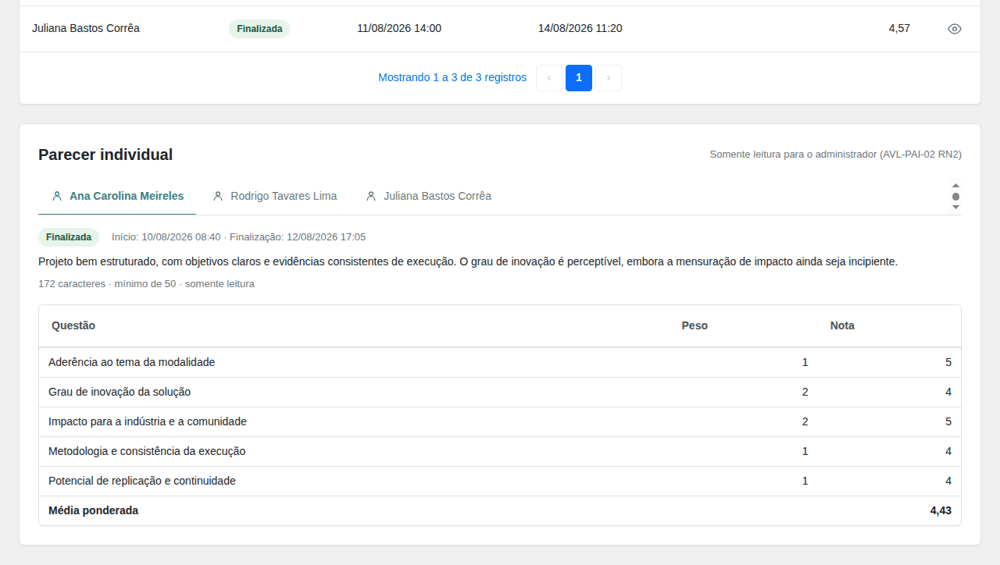 Juliana Bastos Corrêa Finalizada 11/08/2026 14:00 14/08/2026 11:20 4,57
Mostrando 1 a 3 de 3 registros ‹ 1 ›
Parecer individual Somente leitura para o administrador (AVL-PAI-02 RN2)
Ana Carolina Meireles Rodrigo Tavares Lima Juliana Bastos Corrêa
Finalizada Início: 10/08/2026 08:40 · Finalização: 12/08/2026 17:05
Projeto bem estruturado, com objetivos claros e evidências consistentes de execução. O grau de inovação é perceptível, embora a mensuração de impacto ainda seja incipiente.
172 caracteres · mínimo de 50 · somente leitura
Questão Peso Nota
Aderência ao tema da modalidade 1 5
Grau de inovação da solução 2 4
Impacto para a indústria e a comunidade 2 5
Metodologia e consistência da execução 1 4
Potencial de replicação e continuidade 1 4
Média ponderada 4,43